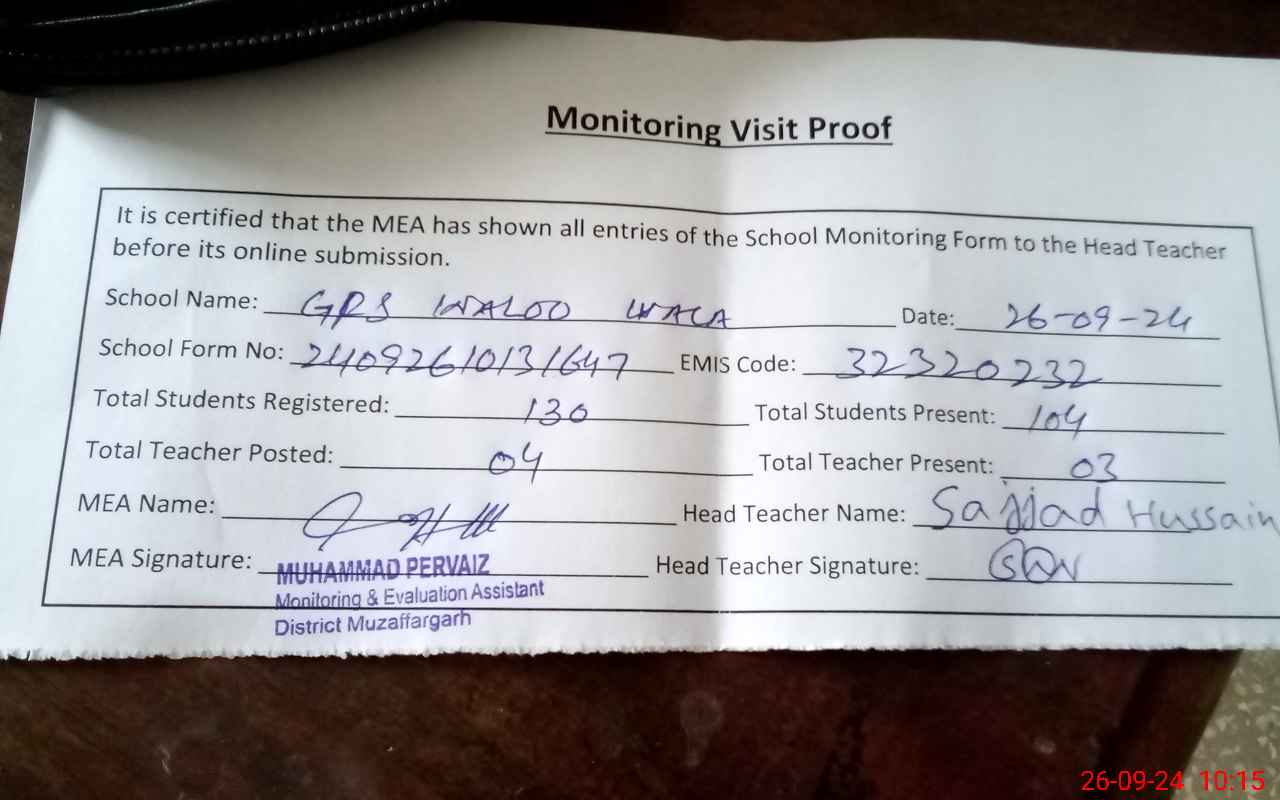 Monitoring Visit Proof
It is certified that the MEA has shown all entries of the School Monitoring Form to the Head Teacher
before its online submission.
School Name: GPS WALOO WALA Date: 26-09-24
School Form No: 24092610131647 EMIS Code: 32320232
Total Students Registered: 130 Total Students Present: 104
Total Teacher Posted: 04 Total Teacher Present: 03
MEA Name: Head Teacher Name: Sajjad Hussain
MEA Signature: Head Teacher Signature:
MUHAMMAD PERVAIZ
Monitoring & Evaluation Assistant
District Muzaffargarh
26-09-24 10:15